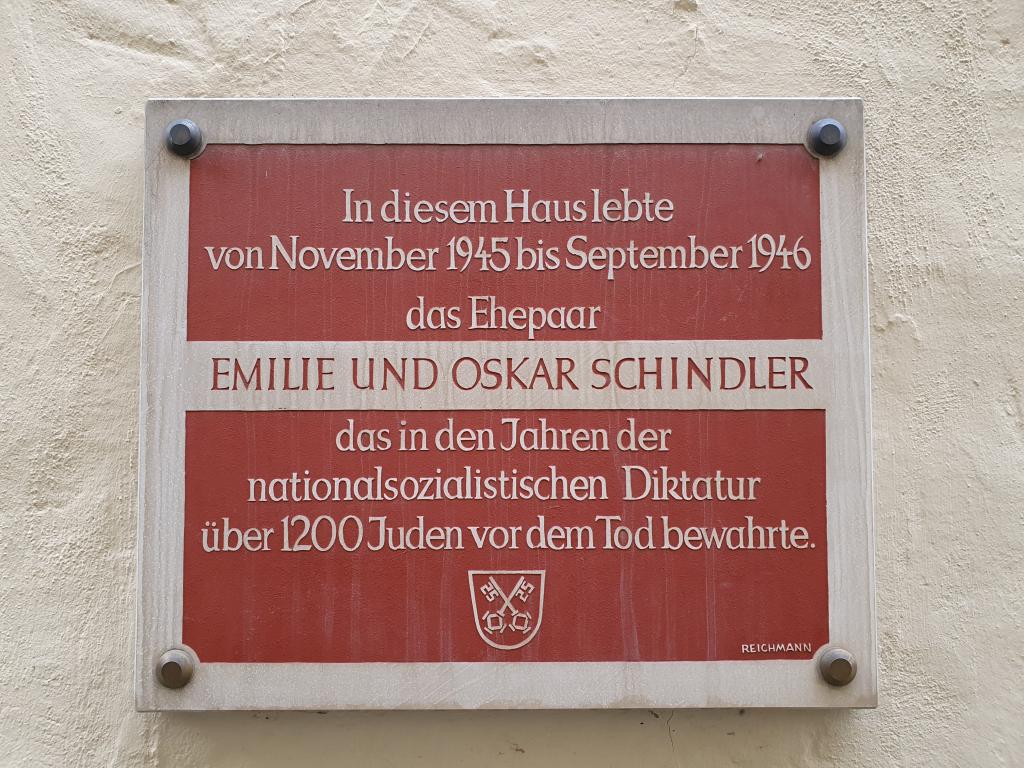 In diesem Haus lebte
von November 1945 bis September 1946
das Ehepaar
EMILIE UND OSKAR SCHINDLER
das in den Jahren der
nationalsozialistischen Diktatur
über 1200 Juden vor dem Tod bewahrte.
REICHMANN